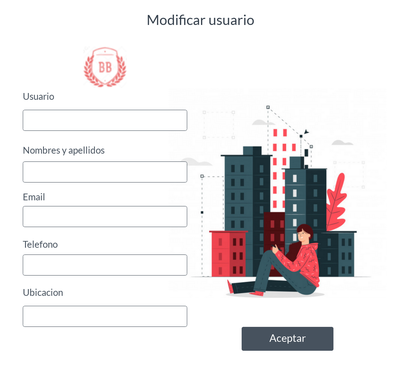 Modificar usuario
BB
Usuario
Nombres y apellidos
Email
Telefono
Ubicacion
Aceptar